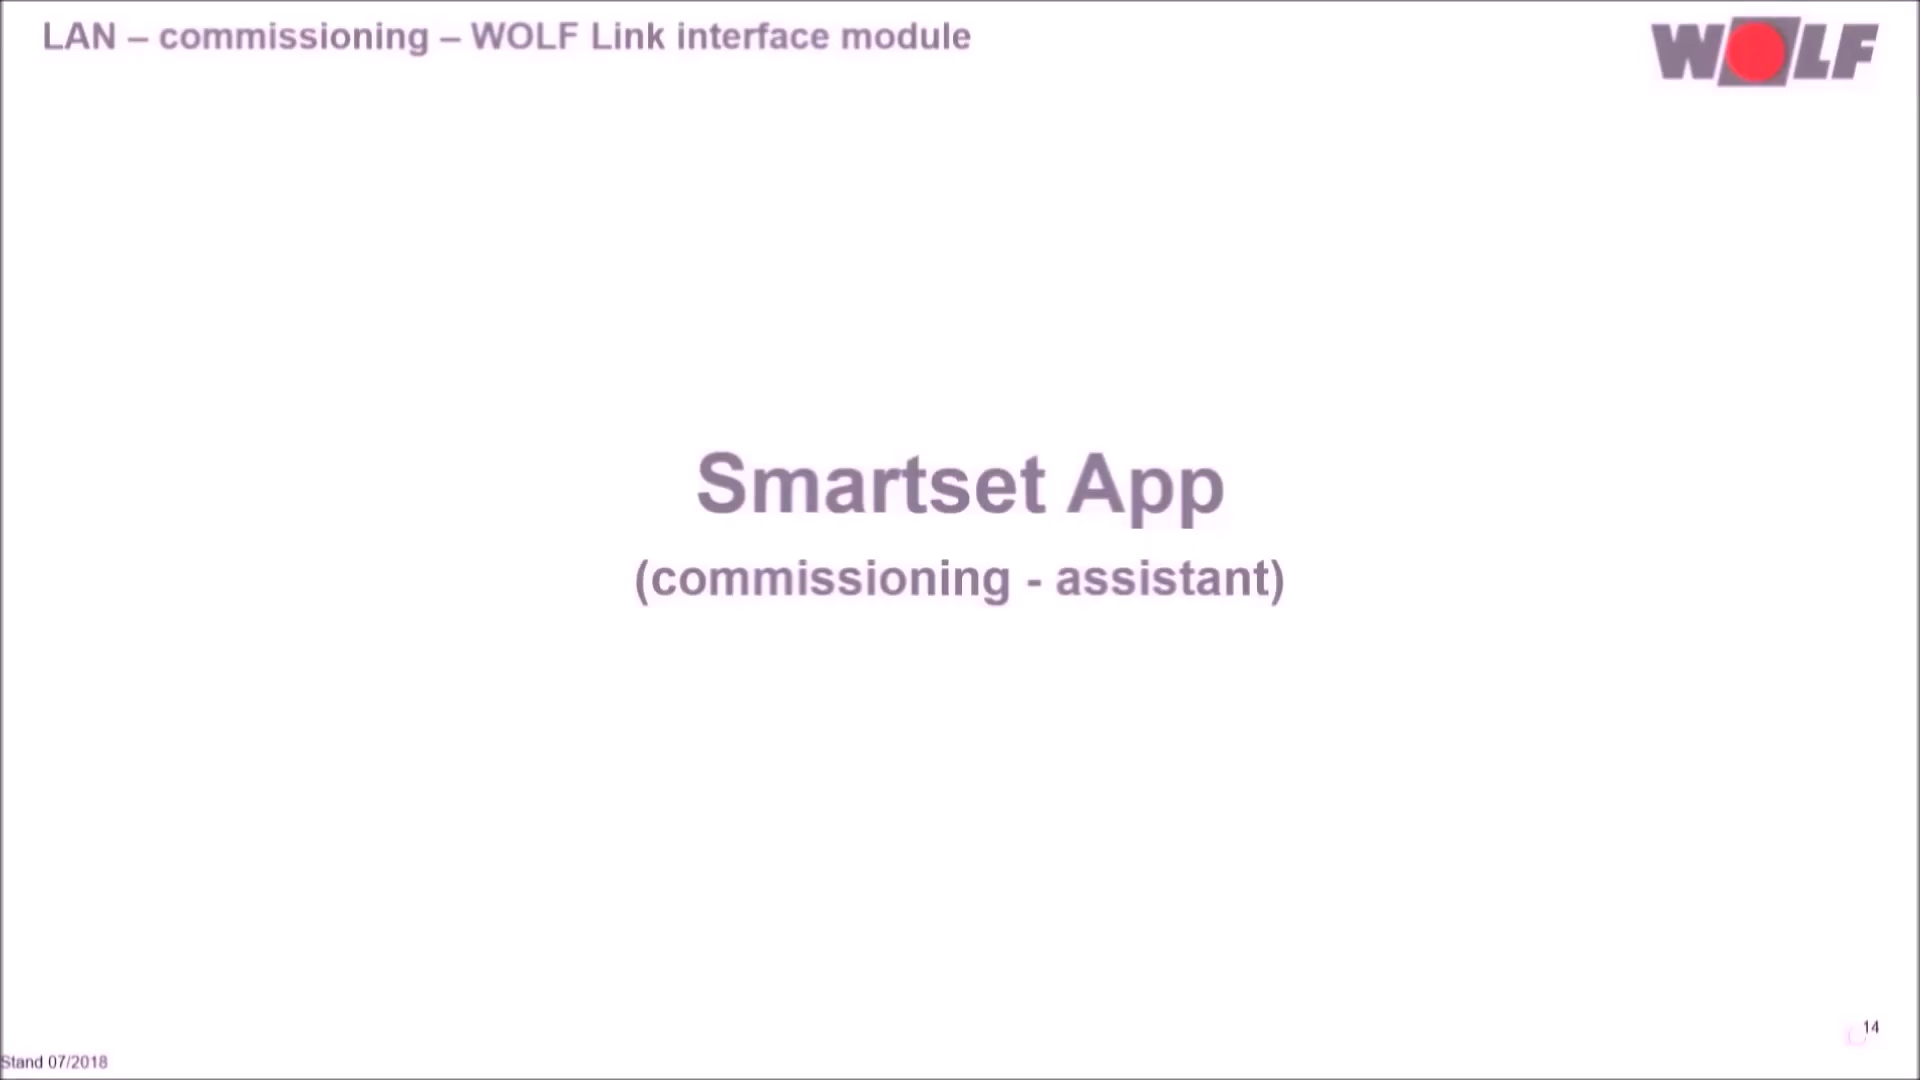 LAN – commissioning – WOLF Link interface module
WOLF
Smartset App
(commissioning - assistant)
14
Stand 07/2018